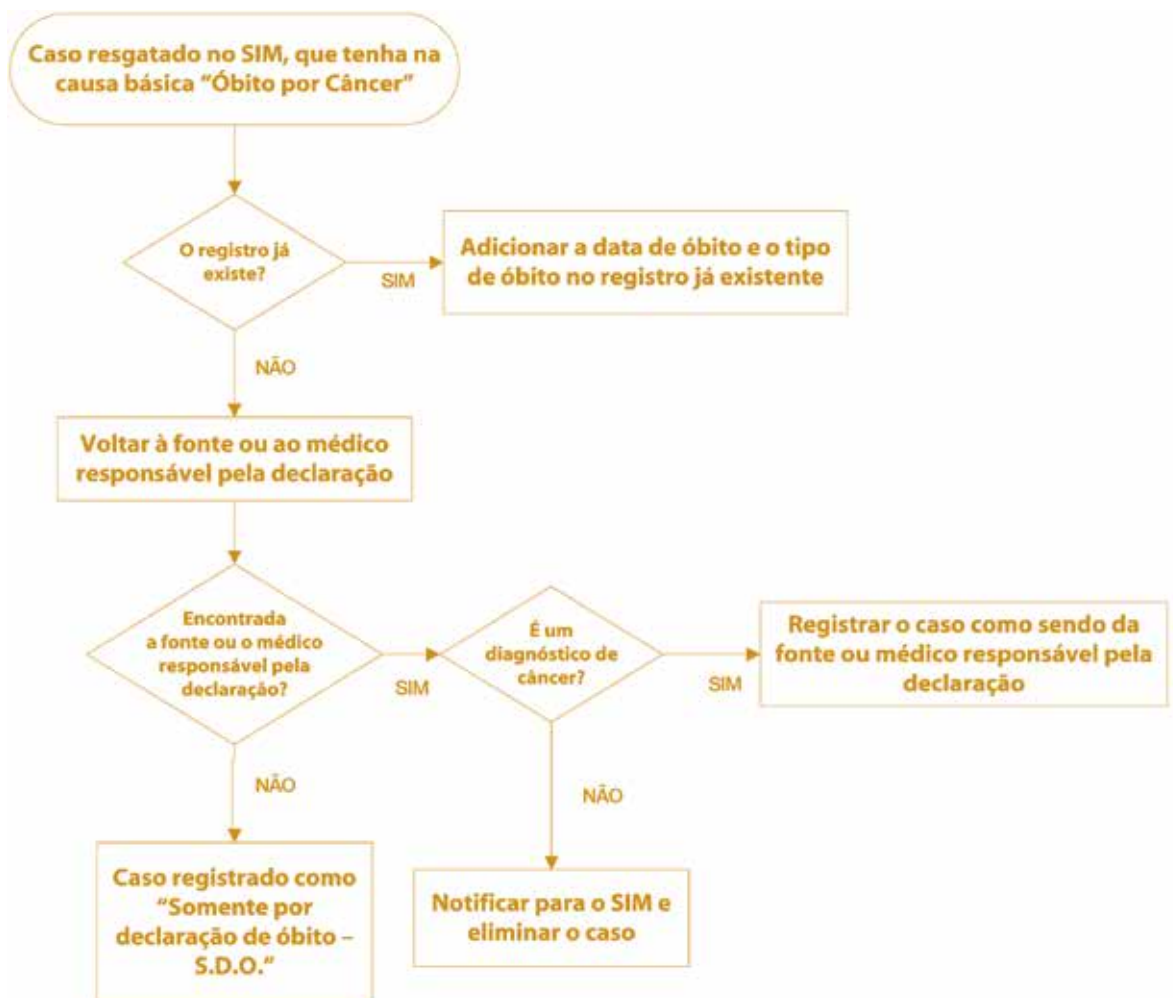 Caso resgatado no SIM, que tenha na
causa básica “Óbito por Câncer”
O registro já
existe?
SIM
Adicionar a data de óbito e o tipo
de óbito no registro já existente
NÃO
Voltar à fonte ou ao médico
responsável pela declaração
Encontrada
a fonte ou o médico
responsável pela
declaração?
SIM
É um
diagnóstico de
câncer?
SIM
Registrar o caso como sendo da
fonte ou médico responsável pela
declaração
NÃO
NÃO
Caso registrado como
“Somente por
declaração de óbito –
S.D.O.”
Notificar para o SIM e
eliminar o caso